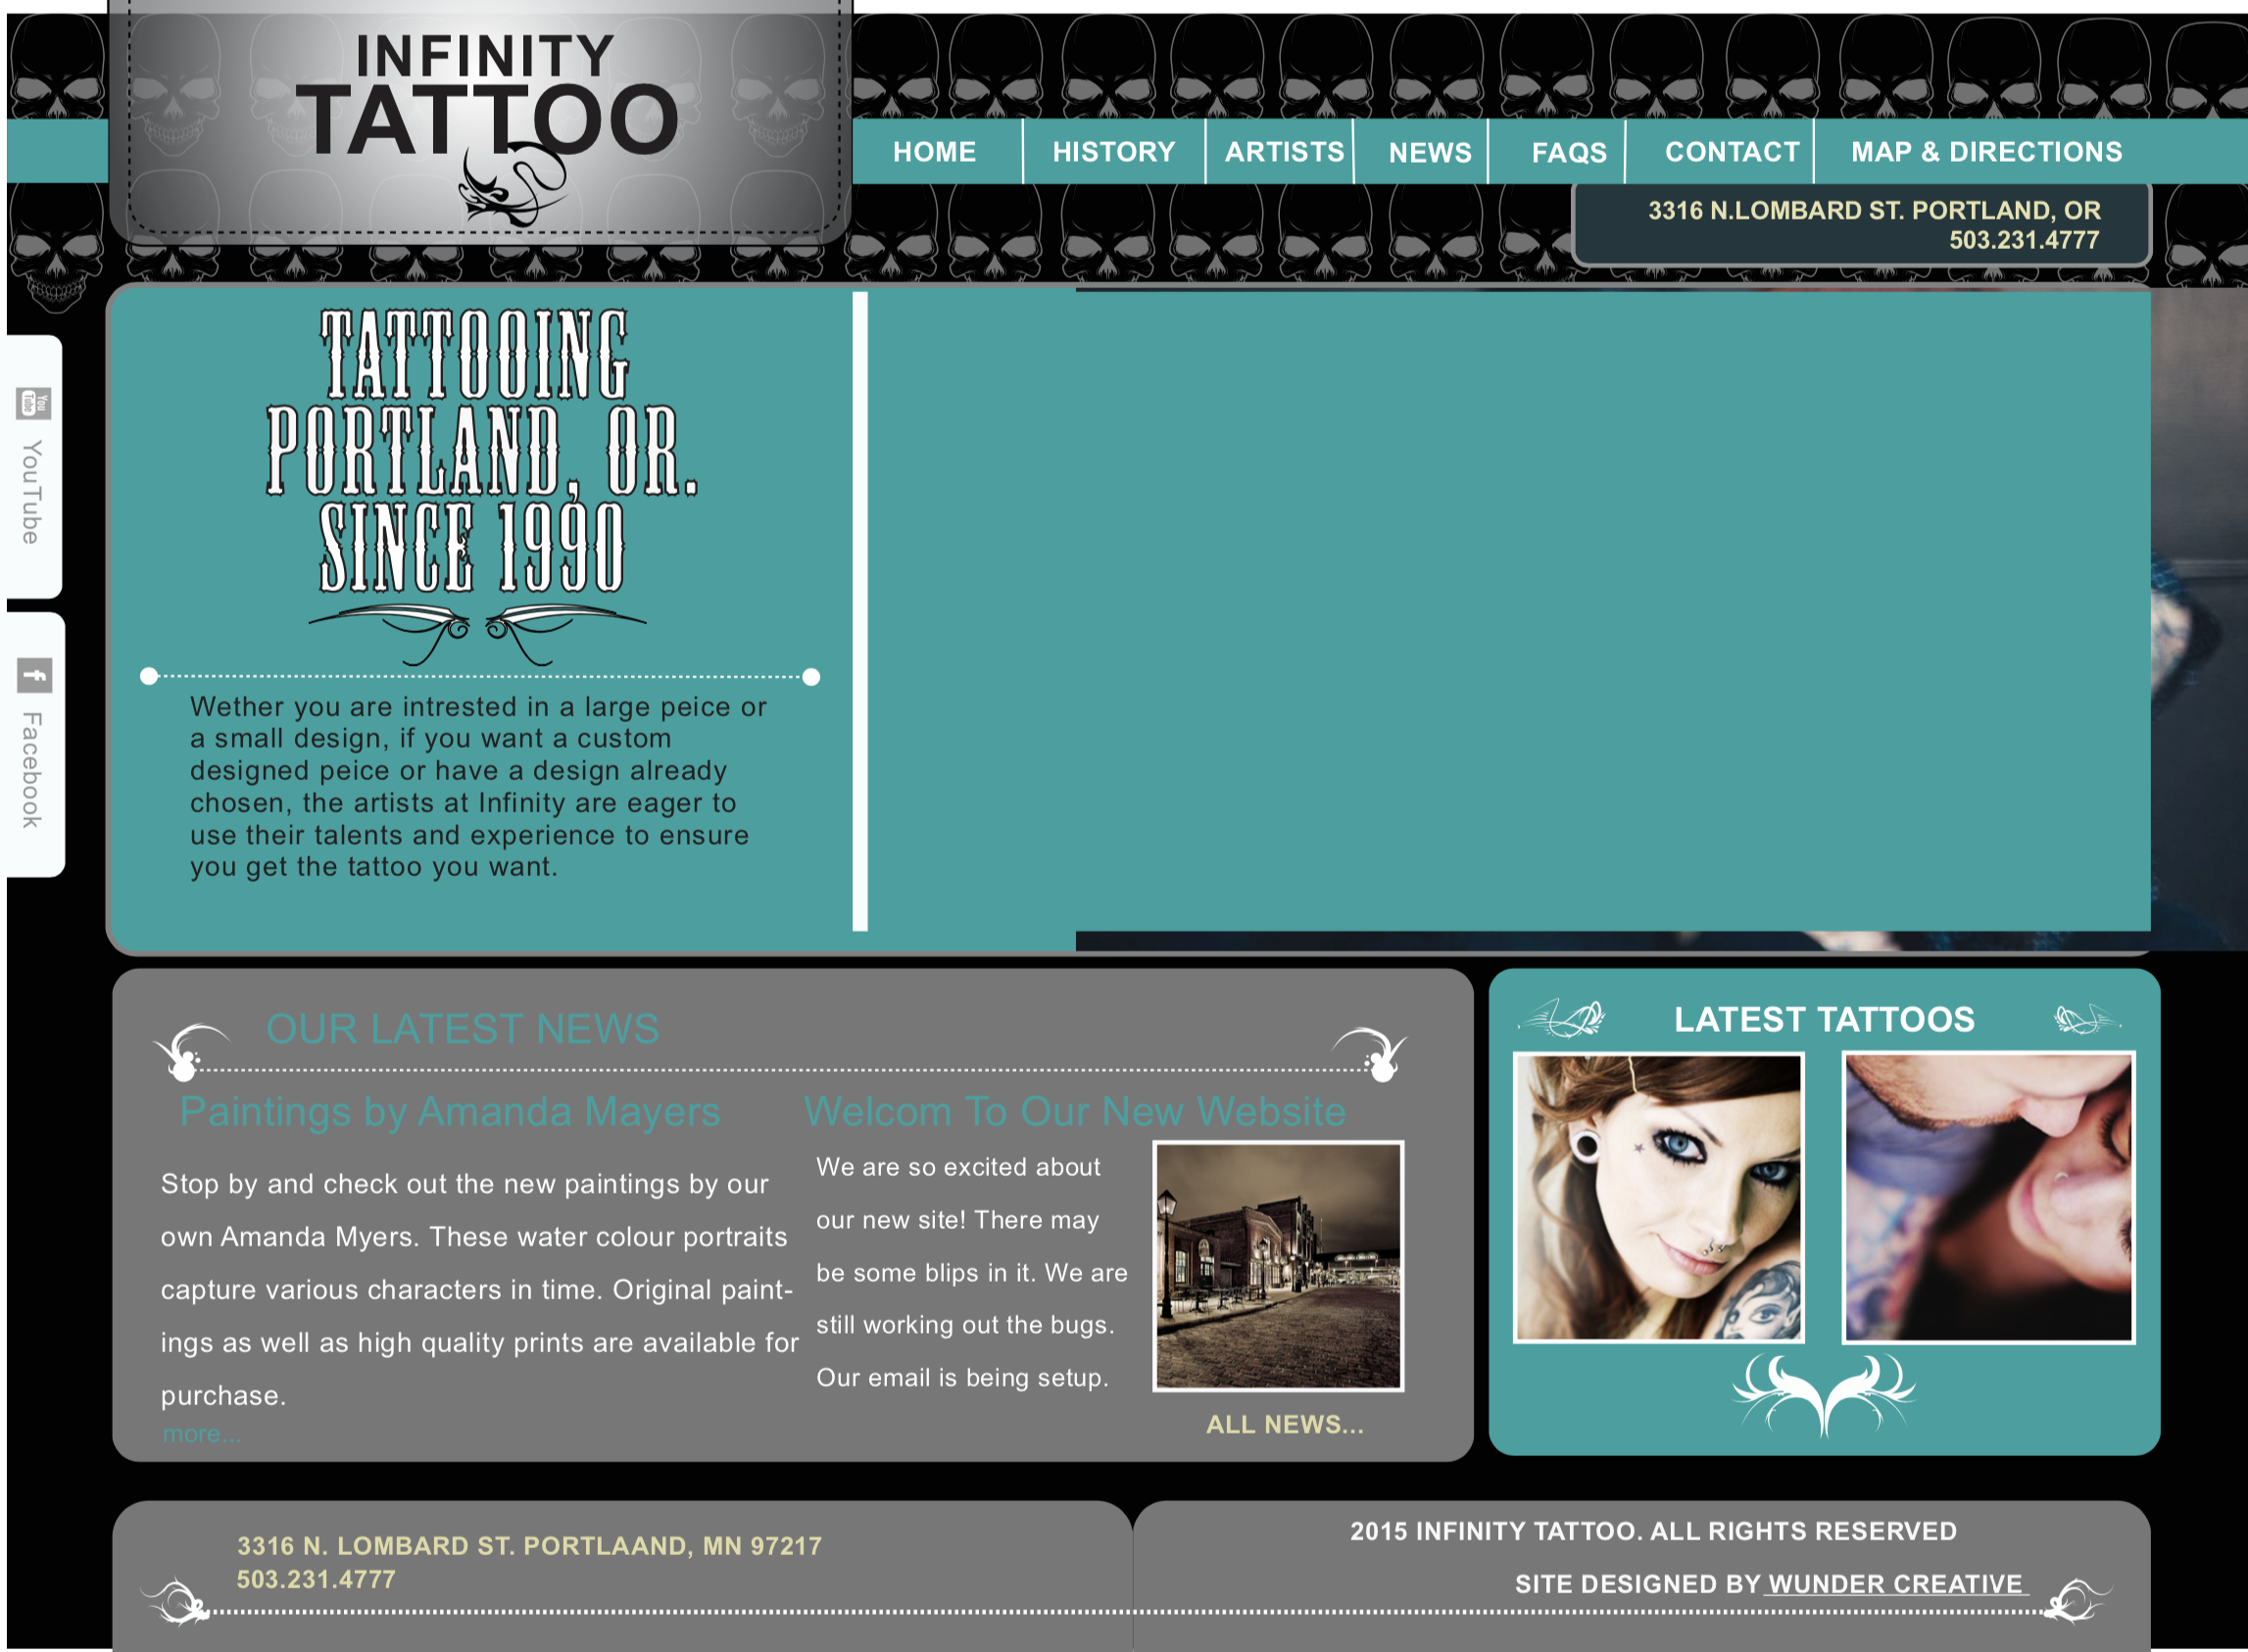 INFINITY
TATTOO
HOME
HISTORY
ARTISTS
NEWS
FAQS
CONTACT
MAP & DIRECTIONS
3316 N.LOMBARD ST. PORTLAND, OR
503.231.4777
You
Tube
YouTube
f
Facebook
TATTOOING
PORTLAND, OR.
SINCE 1990
Wether you are intrested in a large peice or
a small design, if you want a custom
designed peice or have a design already
chosen, the artists at Infinity are eager to
use their talents and experience to ensure
you get the tattoo you want.
OUR LATEST NEWS
Paintings by Amanda Mayers
Stop by and check out the new paintings by our
own Amanda Myers. These water colour portraits
capture various characters in time. Original paint-
ings as well as high quality prints are available for
purchase.
more...
Welcom To Our New Website
We are so excited about
our new site! There may
be some blips in it. We are
still working out the bugs.
Our email is being setup.
ALL NEWS...
LATEST TATTOOS
3316 N. LOMBARD ST. PORTLAAND, MN 97217
503.231.4777
2015 INFINITY TATTOO. ALL RIGHTS RESERVED
SITE DESIGNED BY WUNDER CREATIVE